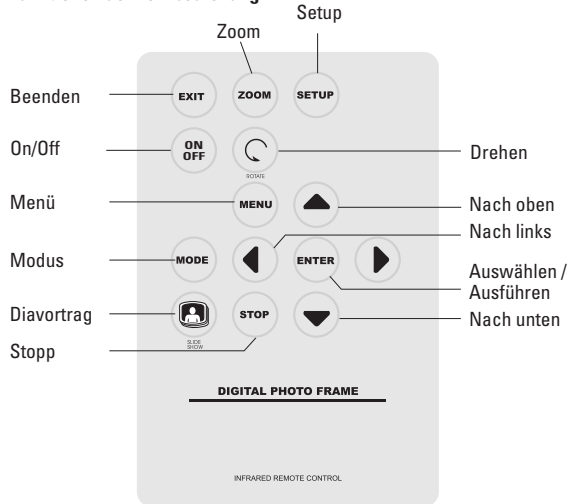 Setup
Zoom
Beenden
EXIT
ZOOM
SETUP
On/Off
ON
OFF
ROTATE
Drehen
Menü
MENU
Nach oben
Nach links
Modus
MODE
ENTER
Auswählen /
Ausführen
Diavortrag
SLIDE
SHOW
STOP
Nach unten
Stopp
DIGITAL PHOTO FRAME
INFRARED REMOTE CONTROL